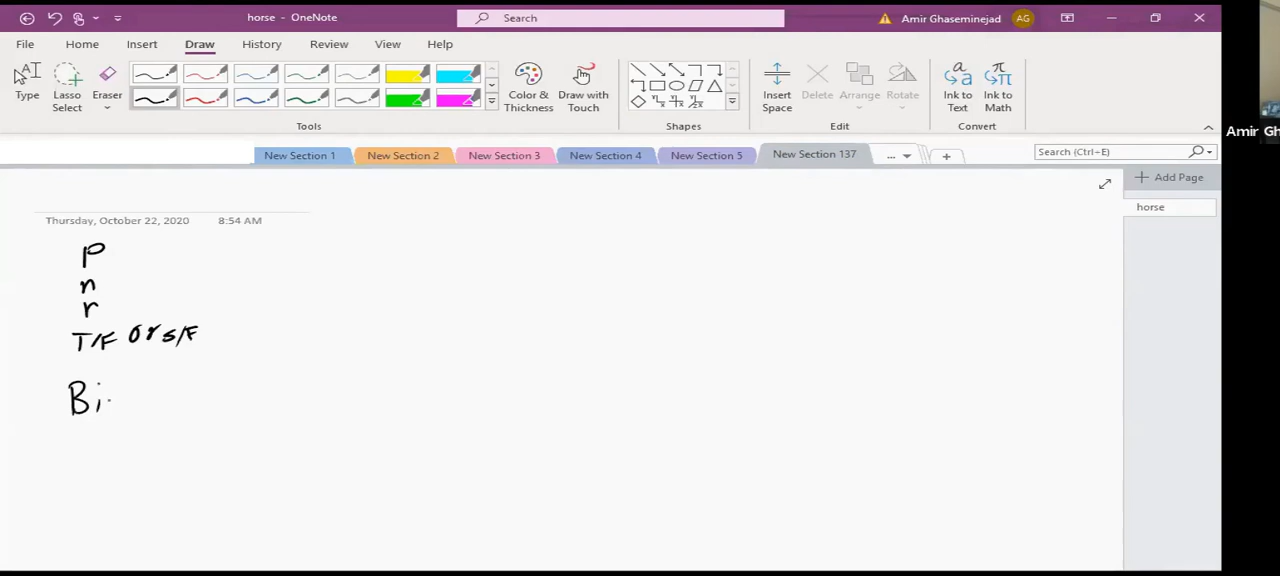 horse - OneNote
Search
Amir Ghaseminejad
AG
File Home Insert Draw History Review View Help
Type
Lasso Select
Eraser
Color & Thickness
Draw with Touch
Insert Space
Delete
Arrange
Rotate
Ink to Text
Ink to Math
Tools
Shapes
Edit
Convert
Amir Gh
New Section 1
New Section 2
New Section 3
New Section 4
New Section 5
New Section 137
...
Search (Ctrl+E)
Add Page
horse
Thursday, October 22, 2020 8:54 AM
P
n
r
T/F or S/F
Bi